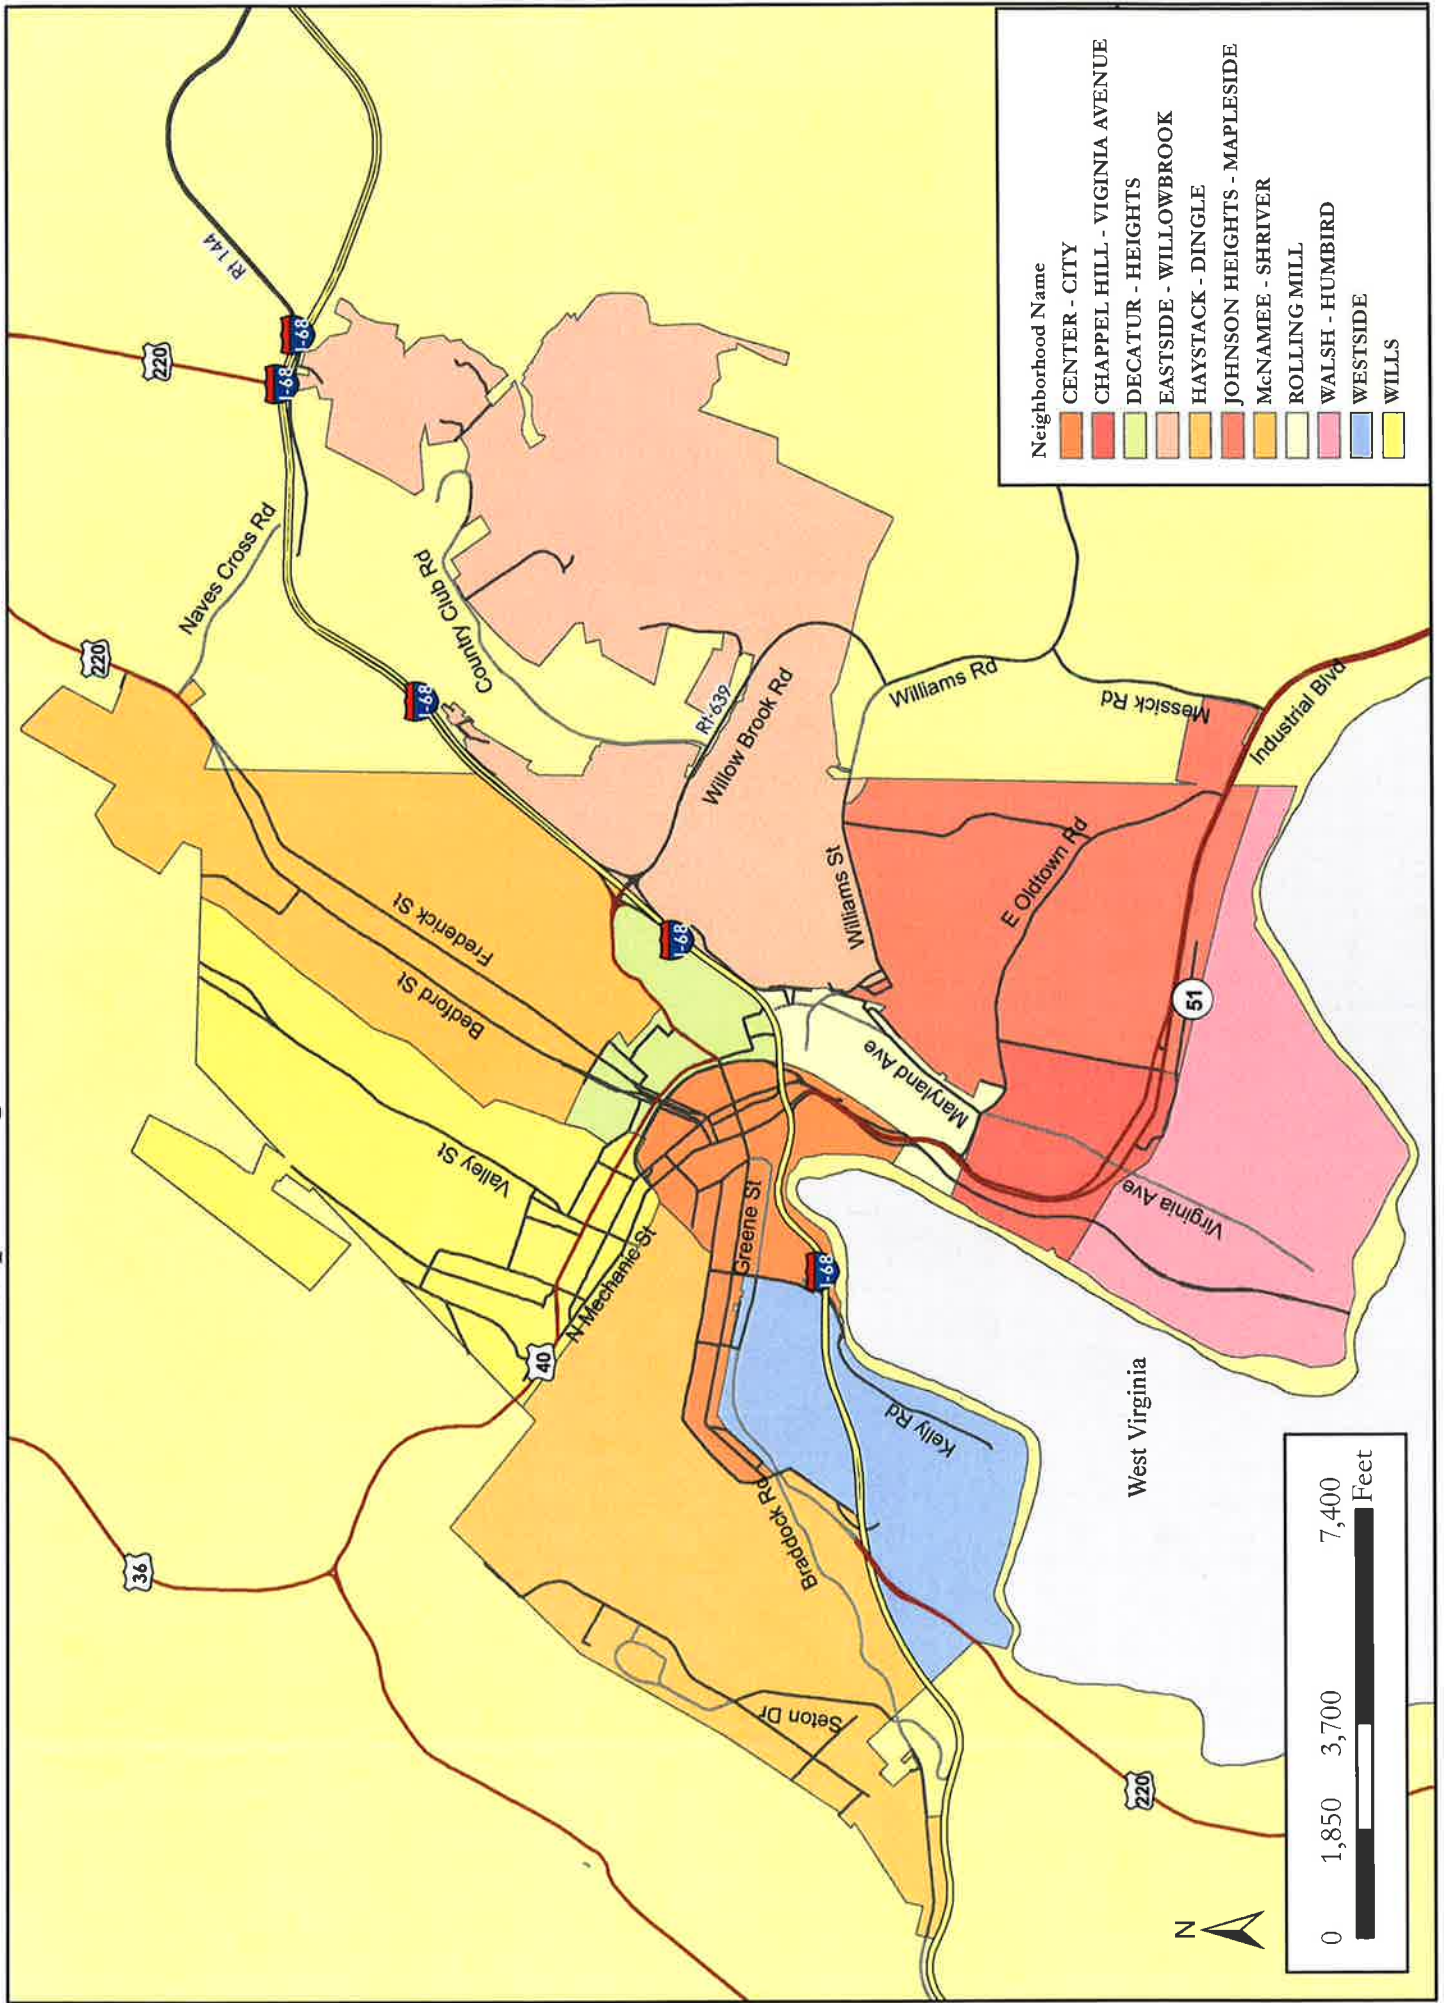 Rt 144
220
I-68
I-68
220
Naves Cross Rd
I-68
Country Club Rd
Rt-639
Willow Brook Rd
Williams Rd
Messick Rd
Industrial Blvd
Frederick St
Bedford St
I-68
Williams St
E Oldtown Rd
51
Valley St
Maryland Ave
Virginia Ave
N Mechanic St
Greene St
I-68
40
Kelly Rd
36
Braddock Rd
Seton Dr
220
West Virginia
Neighborhood Name
CENTER - CITY
CHAPPEL HILL - VIGINIA AVENUE
DECATUR - HEIGHTS
EASTSIDE - WILLOWBROOK
HAYSTACK - DINGLE
JOHNSON HEIGHTS - MAPLESIDE
McNAMEE - SHRIVER
ROLLING MILL
WALSH - HUMBIRD
WESTSIDE
WILLS
N
0 1,850 3,700 7,400
Feet